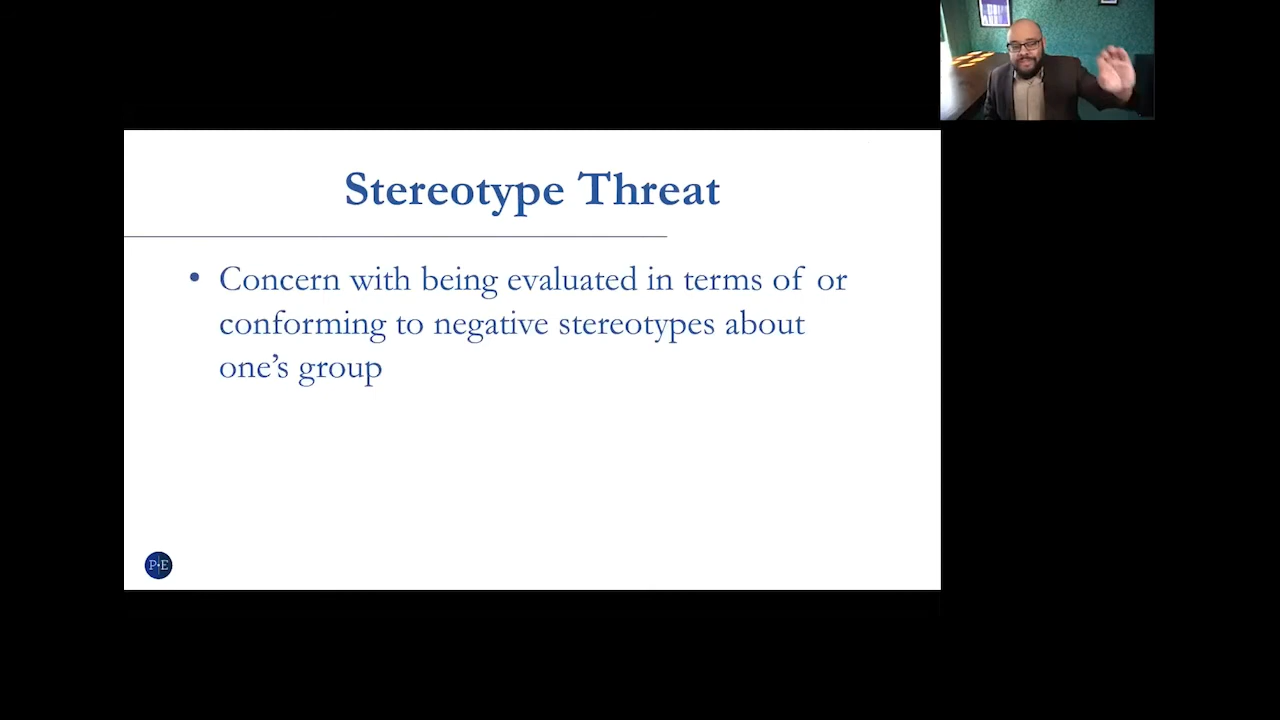 Stereotype Threat
• Concern with being evaluated in terms of or
conforming to negative stereotypes about
one’s group
P•E